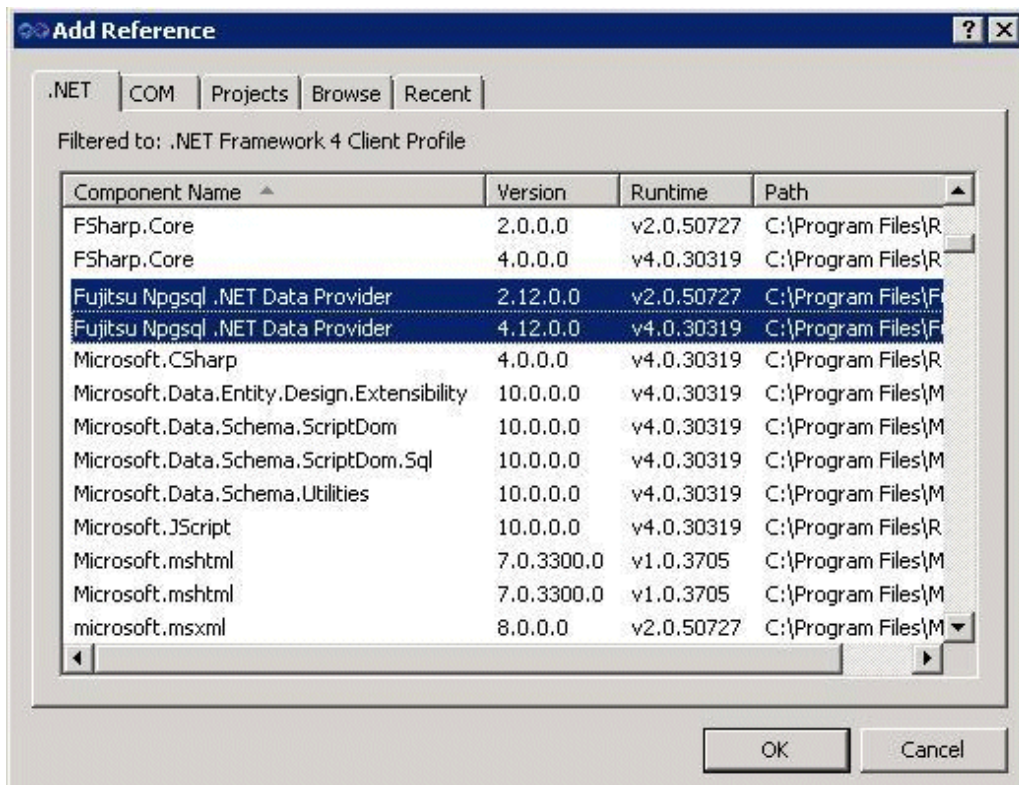 Add Reference
.NET COM Projects Browse Recent
Filtered to: .NET Framework 4 Client Profile
Component Name Version Runtime Path
FSharp.Core 2.0.0.0 v2.0.50727 C:\Program Files\R
FSharp.Core 4.0.0.0 v4.0.30319 C:\Program Files\R
Fujitsu Npgsql .NET Data Provider 2.12.0.0 v2.0.50727 C:\Program Files\Fu
Fujitsu Npgsql .NET Data Provider 4.12.0.0 v4.0.30319 C:\Program Files\Fu
Microsoft.CSharp 4.0.0.0 v4.0.30319 C:\Program Files\R
Microsoft.Data.Entity.Design.Extensibility 10.0.0.0 v4.0.30319 C:\Program Files\M
Microsoft.Data.Schema.ScriptDom 10.0.0.0 v4.0.30319 C:\Program Files\M
Microsoft.Data.Schema.ScriptDom.Sql 10.0.0.0 v4.0.30319 C:\Program Files\M
Microsoft.Data.Schema.Utilities 10.0.0.0 v4.0.30319 C:\Program Files\M
Microsoft.JScript 10.0.0.0 v4.0.30319 C:\Program Files\R
Microsoft.mshtml 7.0.3300.0 v1.0.3705 C:\Program Files\M
Microsoft.mshtml 7.0.3300.0 v1.0.3705 C:\Program Files\M
microsoft.msxml 8.0.0.0 v2.0.50727 C:\Program Files\M
OK Cancel